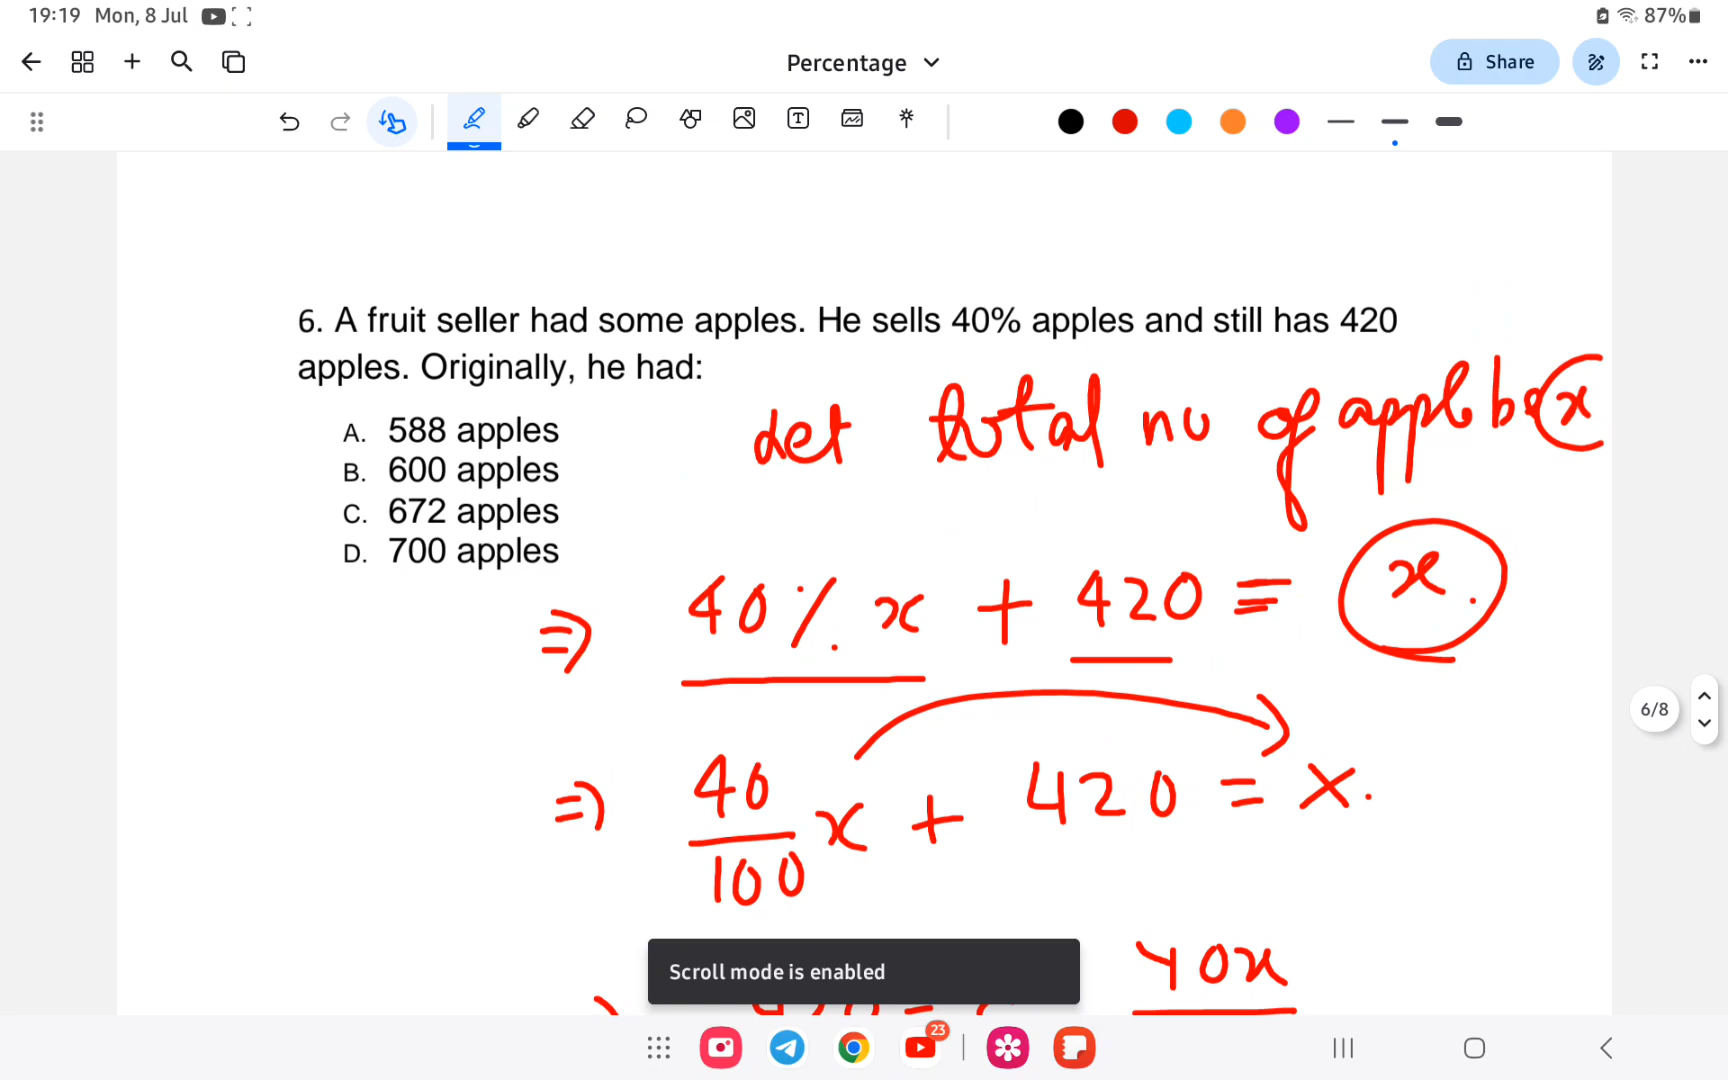 19:19 Mon, 8 Jul
87%
Percentage
Share
6. A fruit seller had some apples. He sells 40% apples and still has 420
apples. Originally, he had:
A. 588 apples
B. 600 apples
C. 672 apples
D. 700 apples
Let total no of apple be x
⇒ 40% x + 420 = x.
⇒ 40/100 x + 420 = x.
40x
6/8
Scroll mode is enabled
23